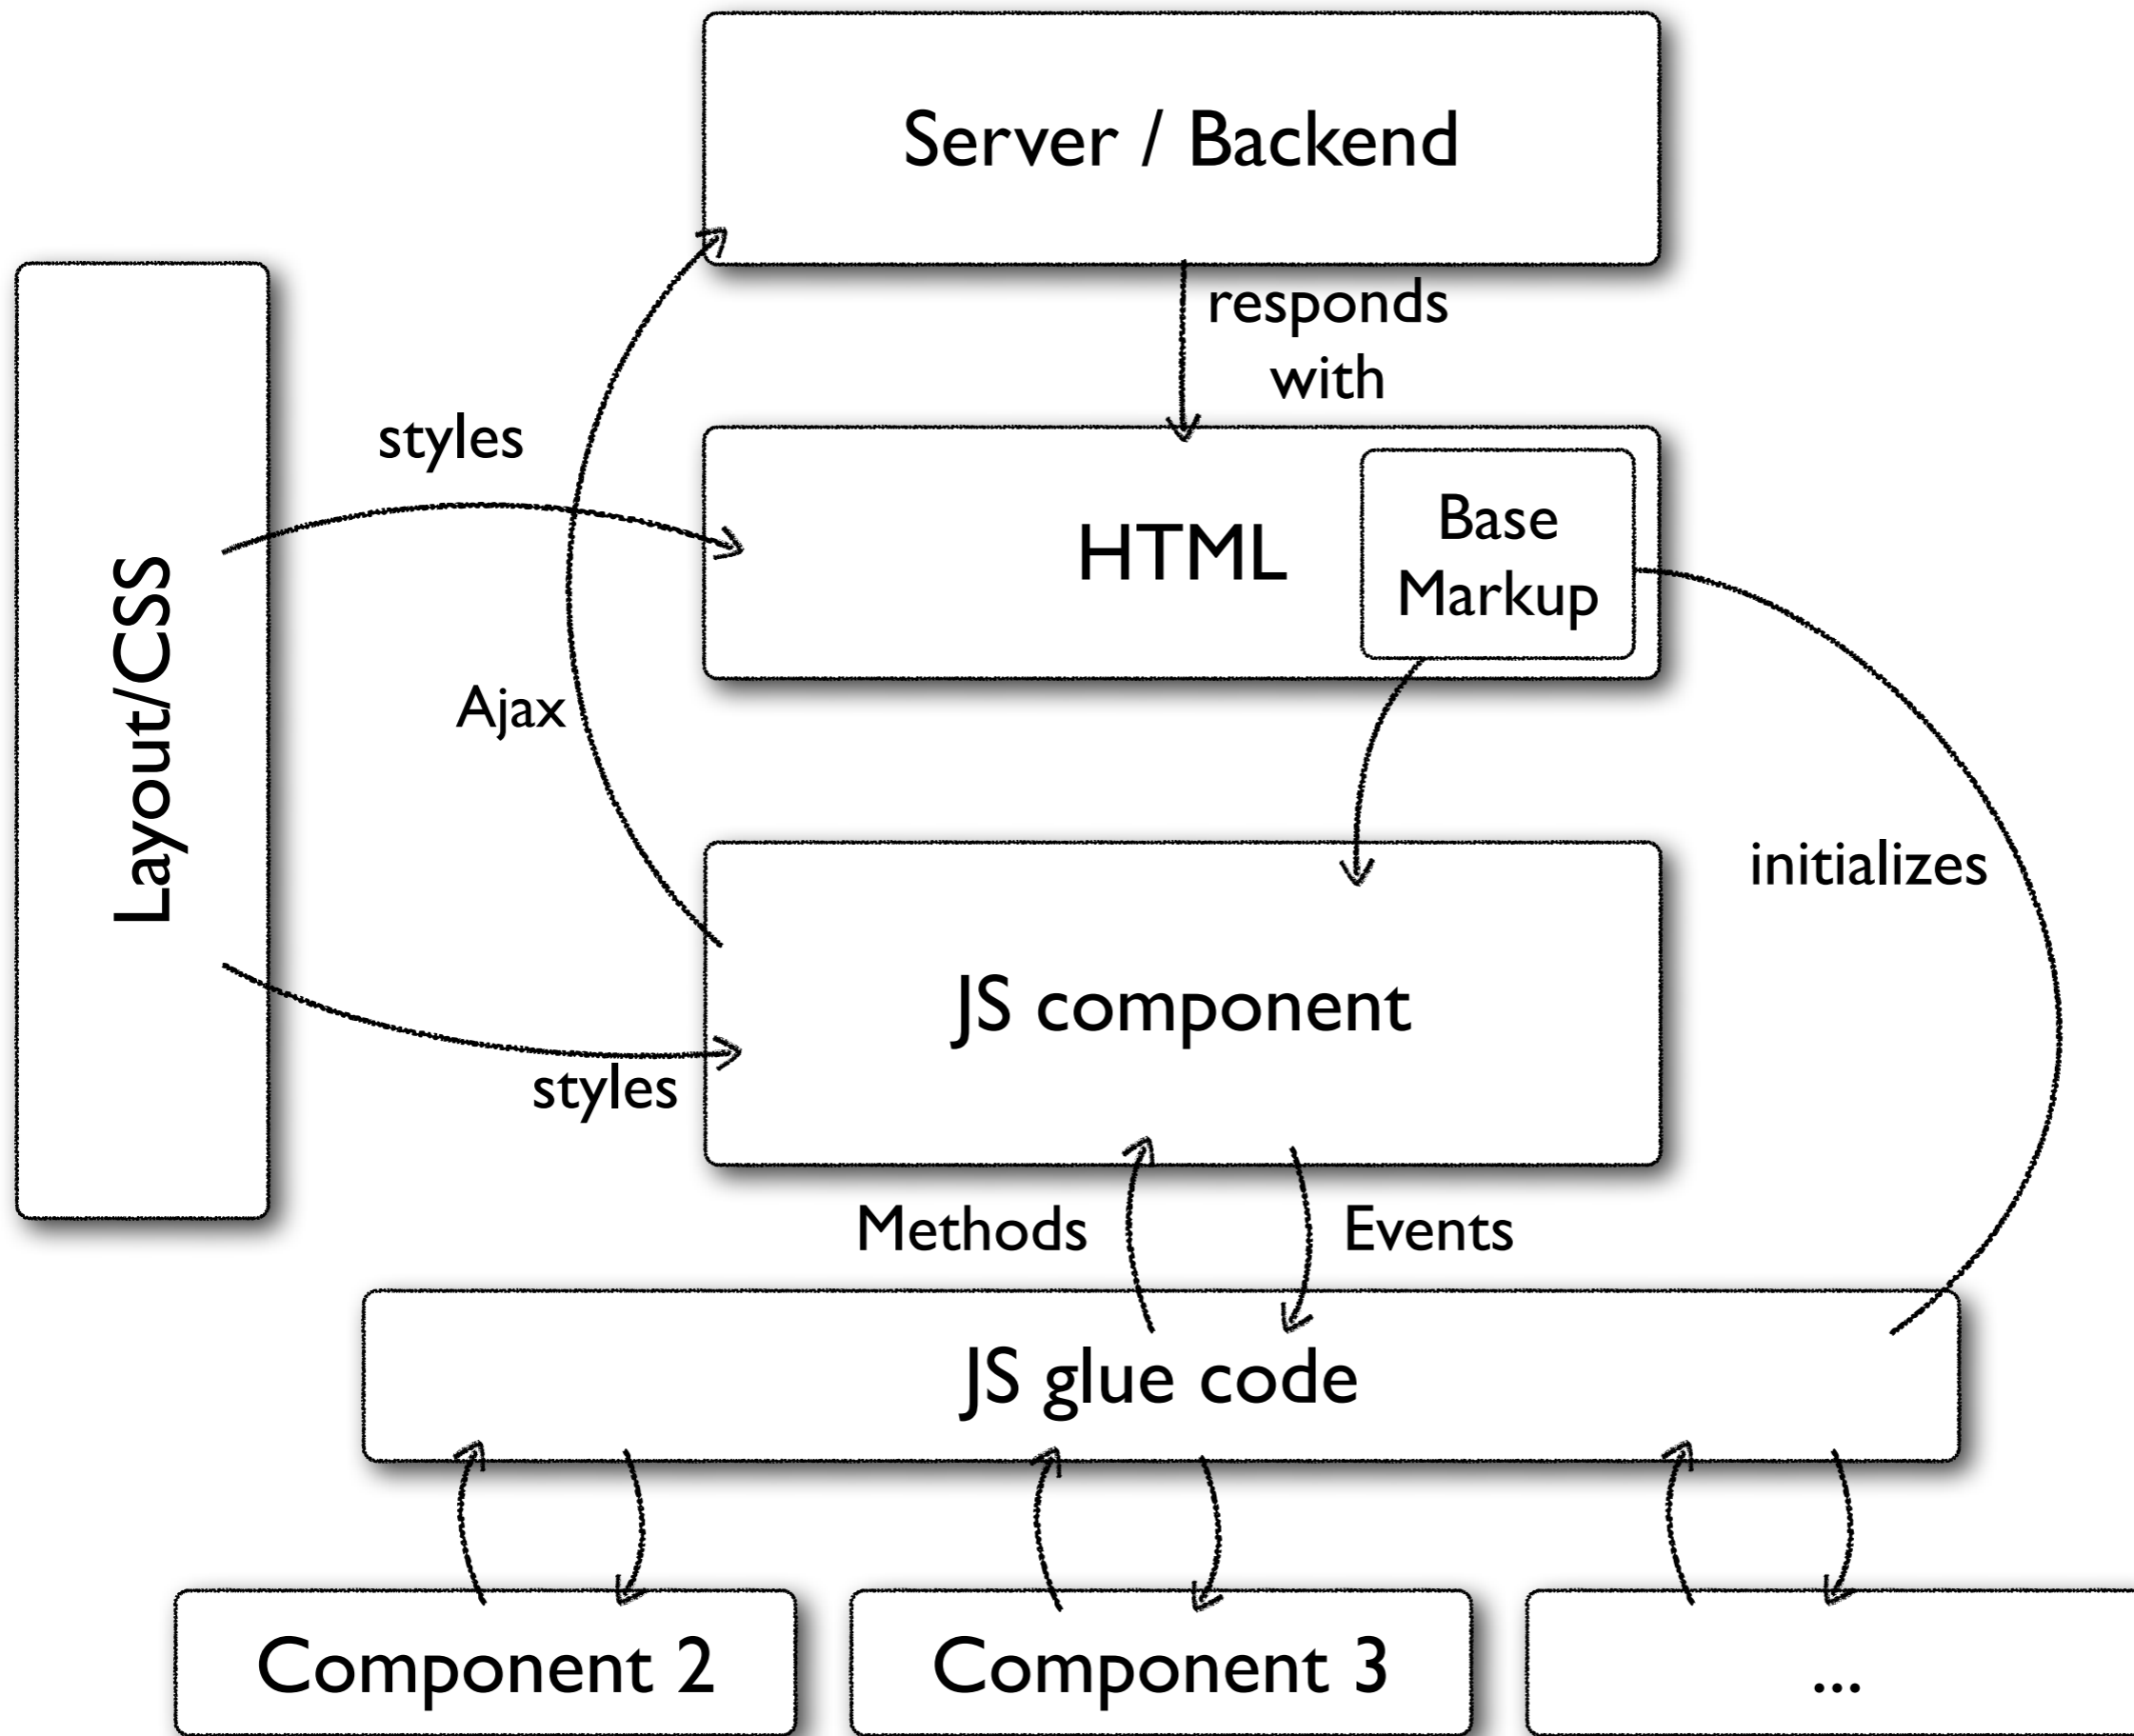 Server / Backend
responds
with
styles
HTML
Base
Markup
Layout/CSS
Ajax
initializes
JS component
styles
Methods
Events
JS glue code
Component 2
Component 3
...